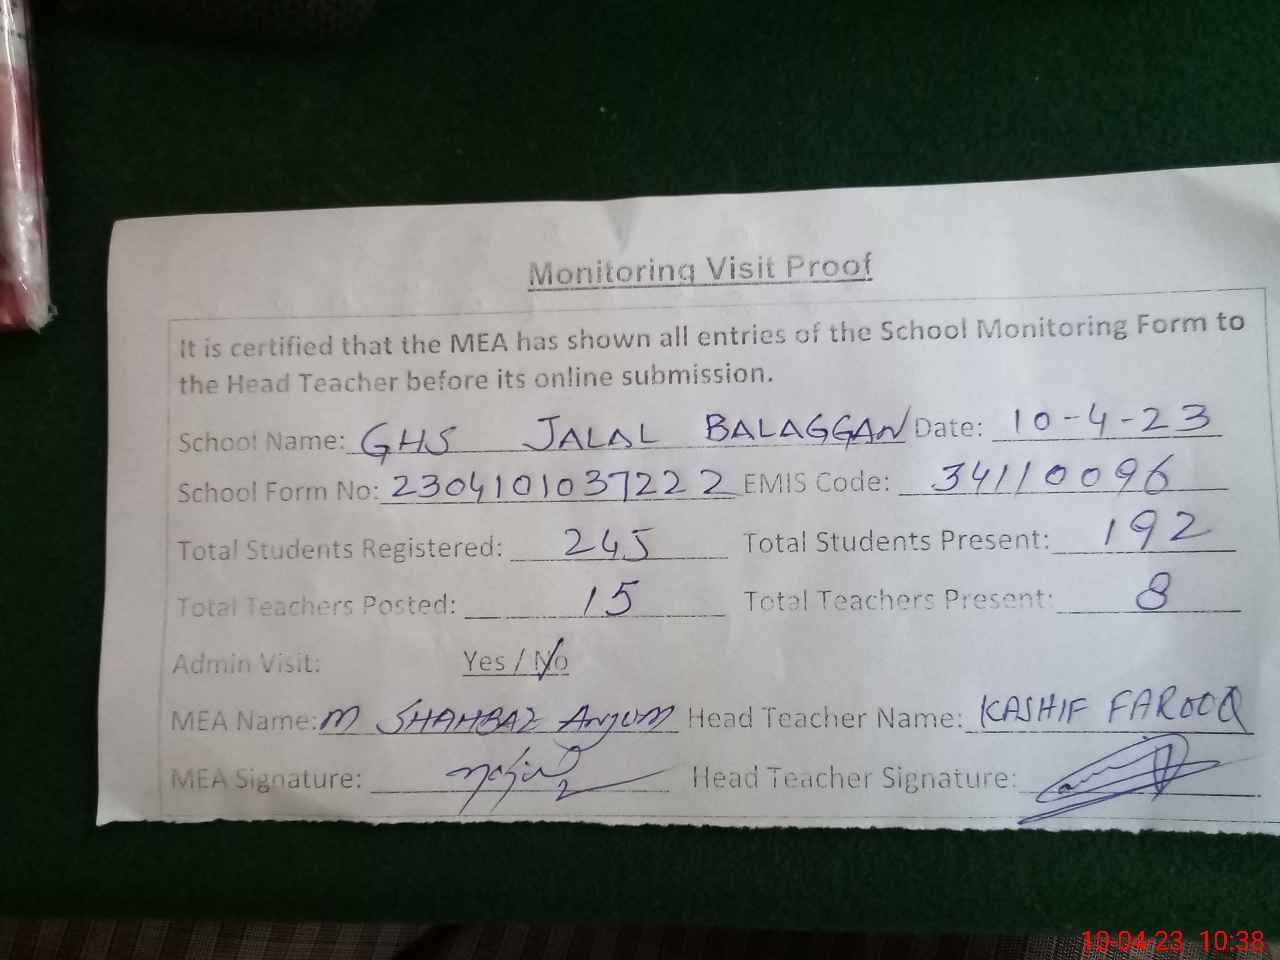 Monitoring Visit Proof
It is certified that the MEA has shown all entries of the School Monitoring Form to
the Head Teacher before its online submission.
School Name: GHS JALAL BALAGGAN Date: 10-4-23
School Form No: 2304101037222 EMIS Code: 34110096
Total Students Registered: 245 Total Students Present: 192
Total Teachers Posted: 15 Total Teachers Present: 8
Admin Visit: Yes / No
MEA Name: M SHAHBAZ Anjum Head Teacher Name: KASHIF FAROOQ
MEA Signature: Head Teacher Signature:
10-04-23 10:38